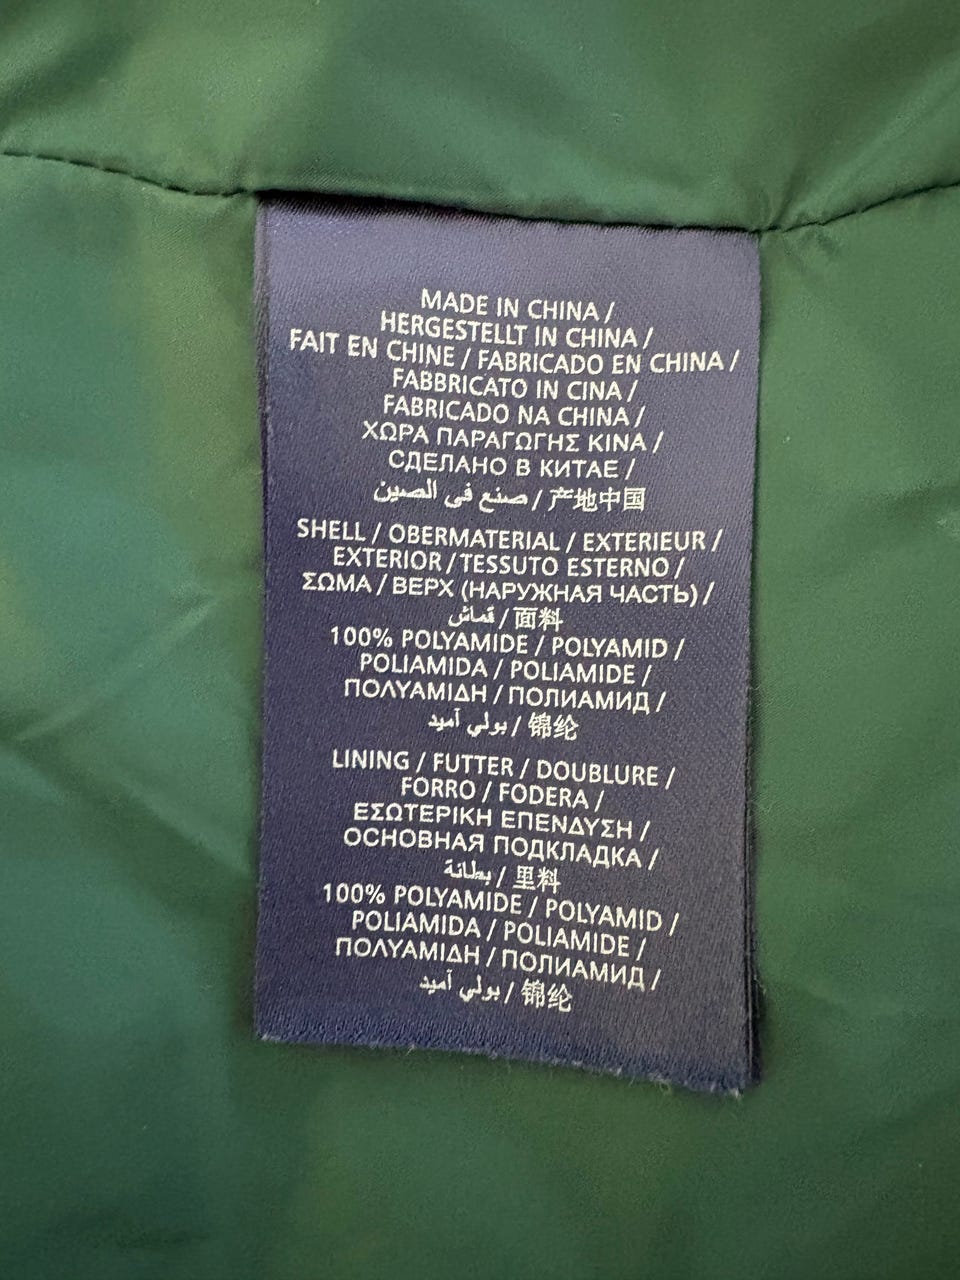 MADE IN CHINA /
HERGESTELLT IN CHINA /
FAIT EN CHINE / FABRICADO EN CHINA /
FABBRICATO IN CINA /
FABRICADO NA CHINA /
ΧΩΡΑ ΠΑΡΑΓΩΓΗΣ ΚΙΝΑ /
СДЕЛАНО В КИТАЕ /
صنع في الصين / 产地中国
SHELL / OBERMATERIAL / EXTERIEUR /
EXTERIOR / TESSUTO ESTERNO /
ΣΩΜΑ / ВЕРХ (НАРУЖНАЯ ЧАСТЬ) /
قماش / 面料
100% POLYAMIDE / POLYAMID /
POLIAMIDA / POLIAMIDE /
ΠΟΛΥΑΜΙΔΗ / ПОЛИАМИД /
بولي آميد / 锦纶
LINING / FUTTER / DOUBLURE /
FORRO / FODERA /
ΕΣΩΤΕΡΙΚΗ ΕΠΕΝΔΥΣΗ /
ОСНОВНАЯ ПОДКЛАДКА /
بطانة / 里料
100% POLYAMIDE / POLYAMID /
POLIAMIDA / POLIAMIDE /
ΠΟΛΥΑΜΙΔΗ / ПОЛИАМИД /
بولي آميد / 锦纶